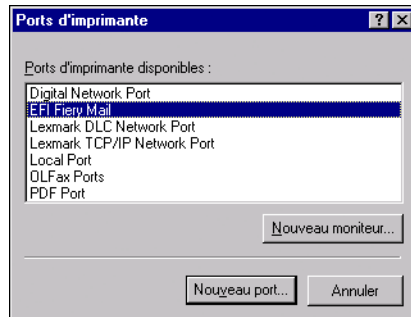 Ports d'imprimante
Ports d'imprimante disponibles :
Digital Network Port
EFI Fiery Mail
Lexmark DLC Network Port
Lexmark TCP/IP Network Port
Local Port
OLFax Ports
PDF Port
Nouveau moniteur...
Nouveau port... Annuler